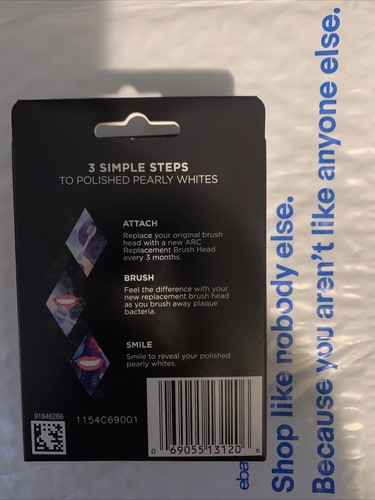 3 SIMPLE STEPS
TO POLISHED PEARLY WHITES
ATTACH
Replace your original brush
head with a new ARC
Replacement Brush Head
every 3 months.
BRUSH
Feel the difference with your
new replacement brush head
as you brush away plaque
bacteria.
SMILE
Smile to reveal your polished
pearly whites.
91846266
1154C69001
0 69055 13120 6
Shop like nobody else.
Because you aren't like anyone else.